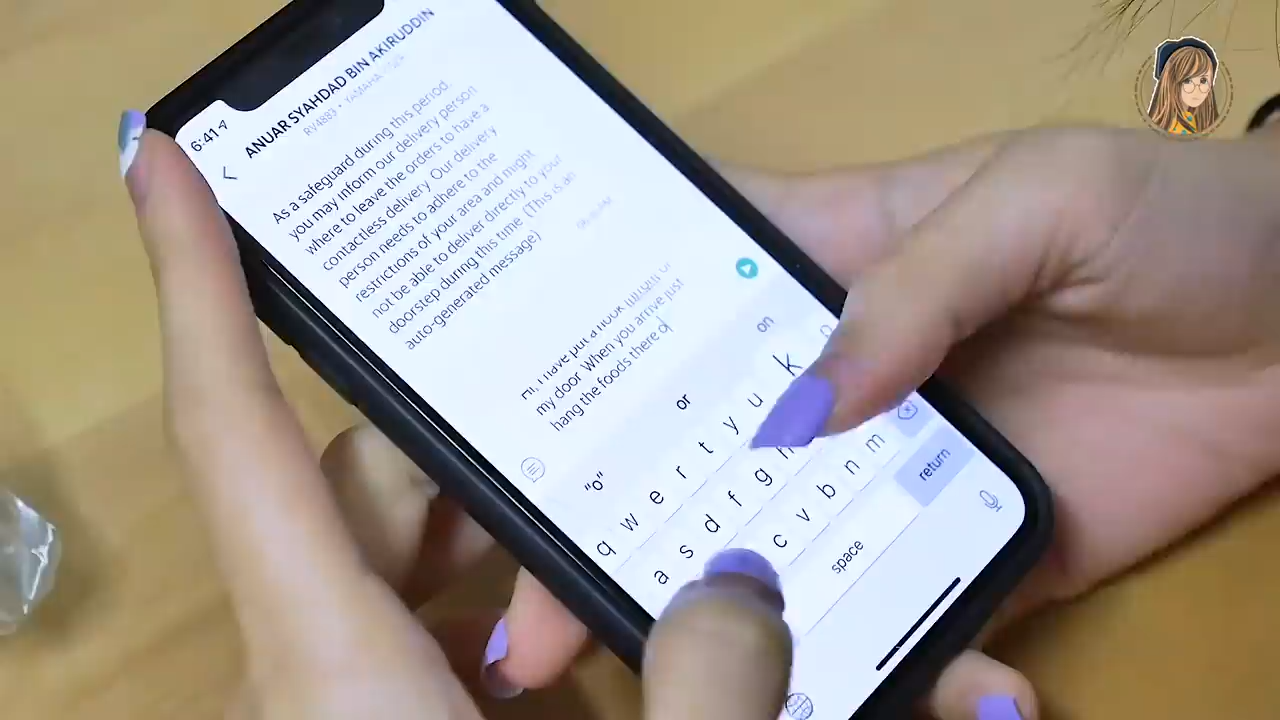 6:41
ANUAR SYAHDAD BIN AKIRUDDIN
RV4883 • YAMAHA
As a safeguard during this period,
you may inform our delivery person
where to leave the orders to have a
contactless delivery. Our delivery
person needs to adhere to the
restrictions of your area and might
not be able to deliver directly to your
doorstep during this time. (This is an
auto-generated message)
Hi, I have put a hook
my door. When you arrive just
hang the foods there o
"o" or on
q w e r t y u k
a s d f g h
c v b n m
space return